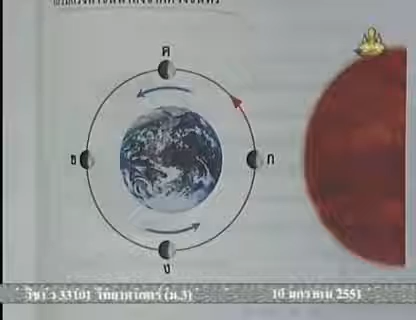 ค
ข
ก
ง
วิชา ว 33101 วิทยาศาสตร์ (ม.3) 10 มกราคม 2551